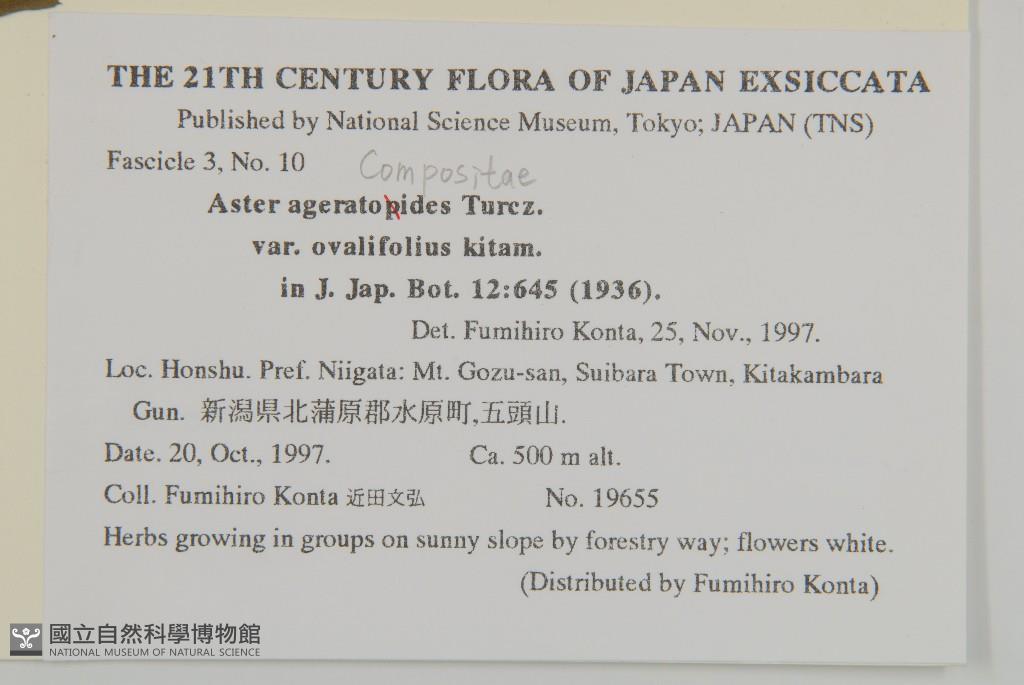 THE 21TH CENTURY FLORA OF JAPAN EXSICCATA
Published by National Science Museum, Tokyo; JAPAN (TNS)
Fascicle 3, No. 10
Compositae
Aster ageratopides Turcz.
var. ovalifolius kitam.
in J. Jap. Bot. 12:645 (1936).
Det. Fumihiro Konta, 25, Nov., 1997.
Loc. Honshu. Pref. Niigata: Mt. Gozu-san, Suibara Town, Kitakambara
Gun. 新潟県北蒲原郡水原町,五頭山.
Date. 20, Oct., 1997. Ca. 500 m alt.
Coll. Fumihiro Konta 近田文弘 No. 19655
Herbs growing in groups on sunny slope by forestry way; flowers white.
(Distributed by Fumihiro Konta)
國立自然科學博物館
NATIONAL MUSEUM OF NATURAL SCIENCE